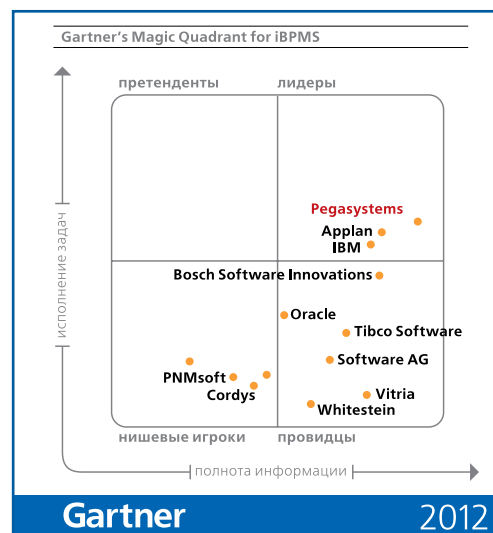 Gartner’s Magic Quadrant for iBPMS
претенденты
лидеры
исполнение задач
Pegasystems
Applan
IBM
Bosch Software Innovations
Oracle
Tibco Software
Software AG
PNMsoft
Cordys
Vitria
Whitestein
нишевые игроки
провидцы
полнота информации
Gartner
2012